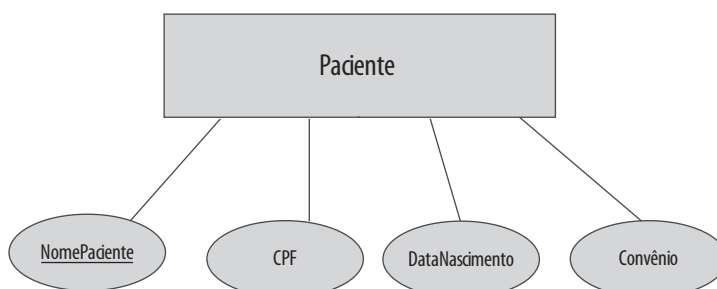 Paciente
NomePaciente
CPF
DataNascimento
Convênio